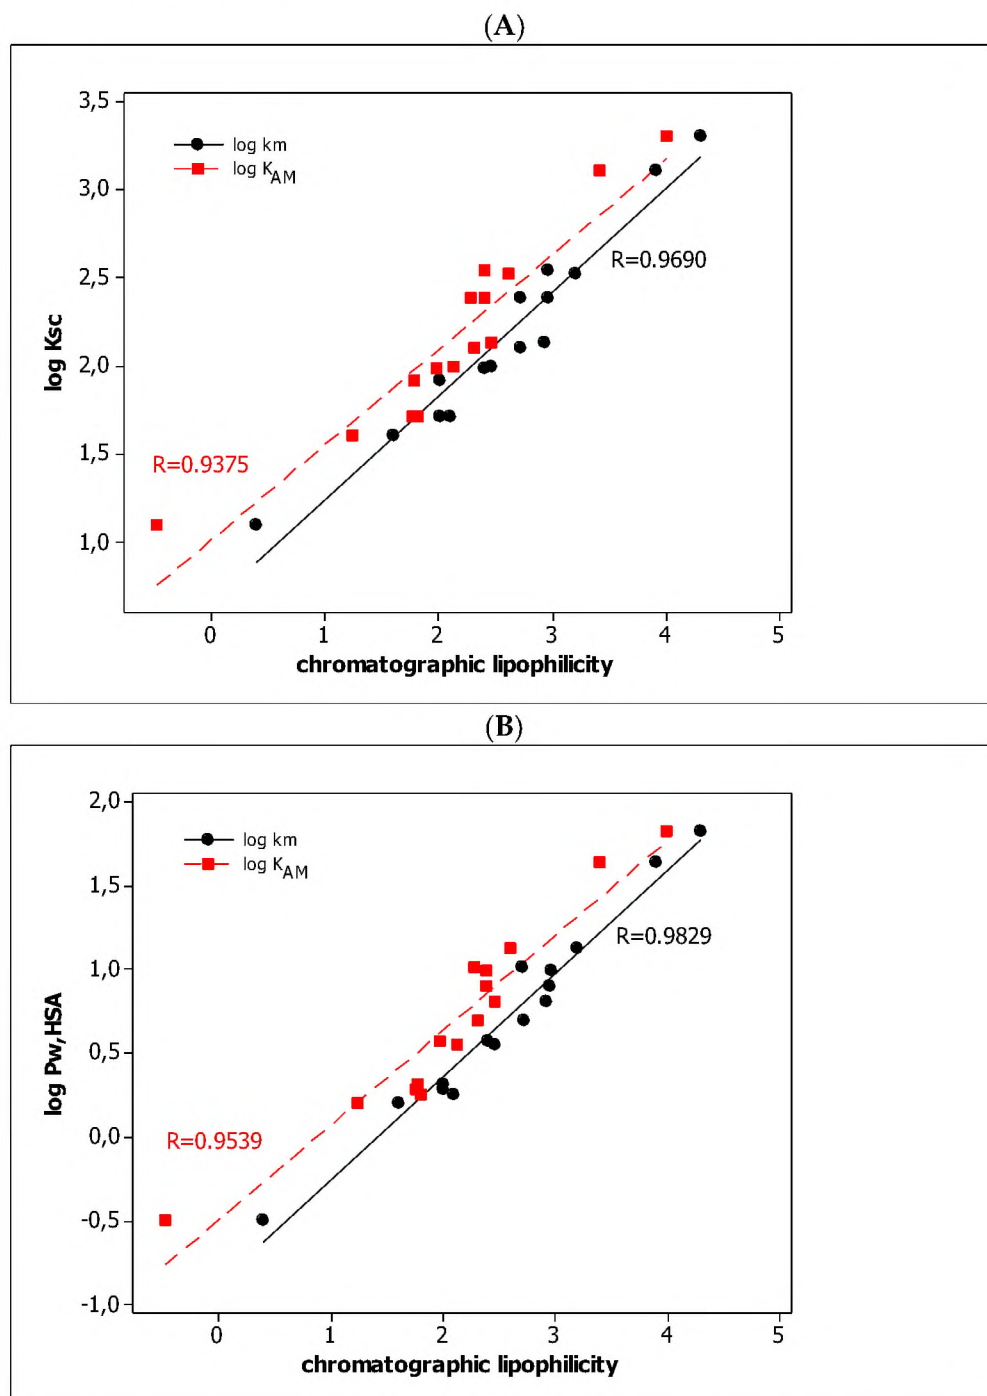 (A)
3,5
3,0
2,5
2,0
1,5
1,0
log Ksc
log km
log KAM
R=0.9690
R=0.9375
0 1 2 3 4 5
chromatographic lipophilicity
(B)
2,0
1,5
1,0
0,5
0,0
-0,5
-1,0
log Pw,HSA
log km
log KAM
R=0.9829
R=0.9539
0 1 2 3 4 5
chromatographic lipophilicity